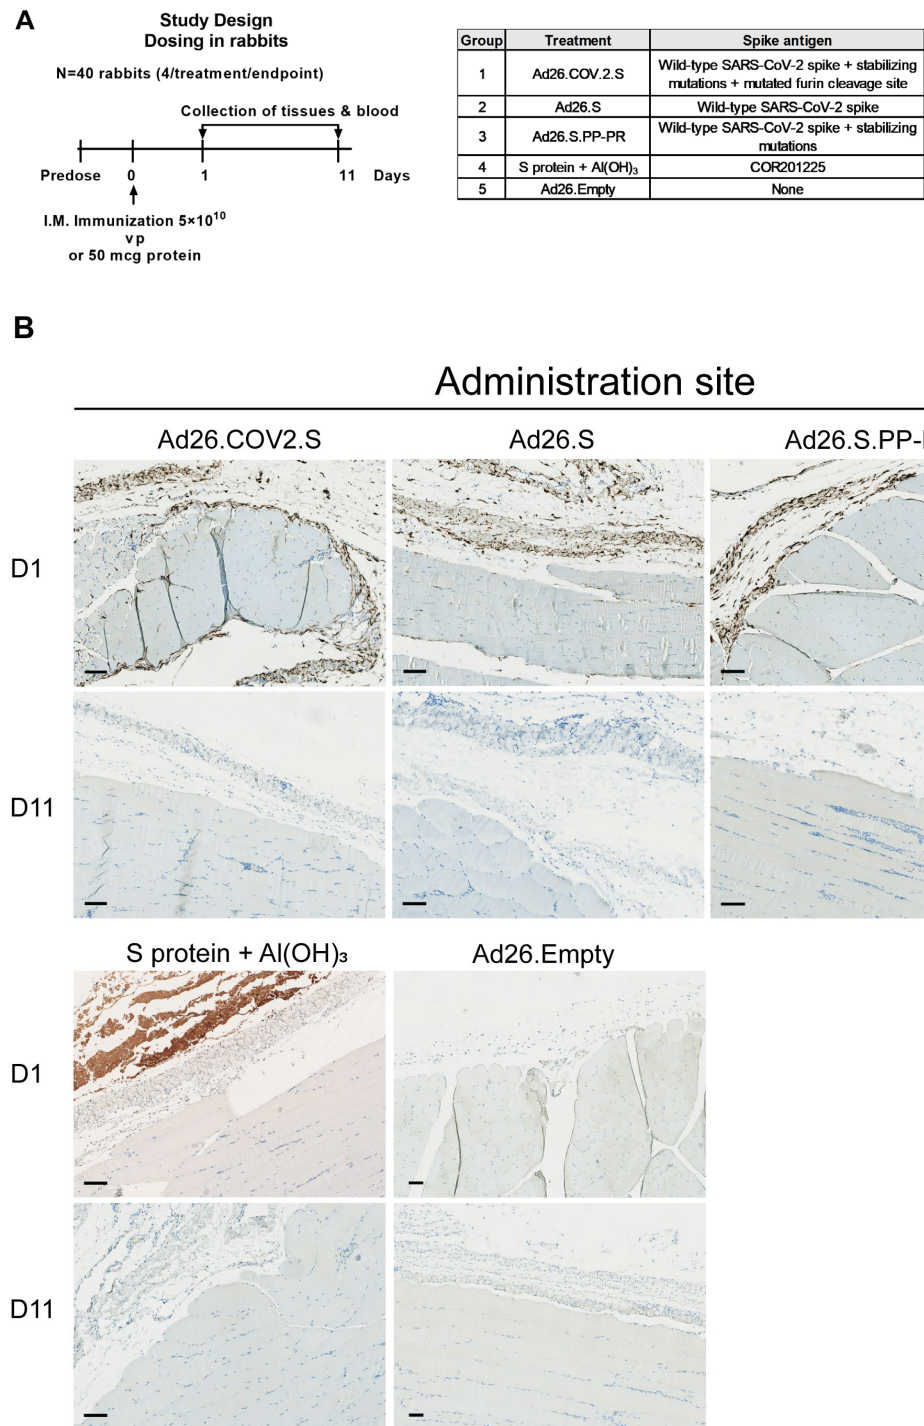 A
Study Design
Dosing in rabbits
N=40 rabbits (4/treatment/endpoint)
Collection of tissues & blood
Predose 0 1 11 Days
I.M. Immunization 5×10¹⁰
vp
or 50 mcg protein
Group Treatment Spike antigen
1 Ad26.COV.2.S Wild-type SARS-CoV-2 spike + stabilizing
mutations + mutated furin cleavage site
2 Ad26.S Wild-type SARS-CoV-2 spike
3 Ad26.S.PP-PR Wild-type SARS-CoV-2 spike + stabilizing
mutations
4 S protein + Al(OH)₃ COR201225
5 Ad26.Empty None
B
Administration site
Ad26.COV2.S Ad26.S Ad26.S.PP-
D1
D11
S protein + Al(OH)₃ Ad26.Empty
D1
D11